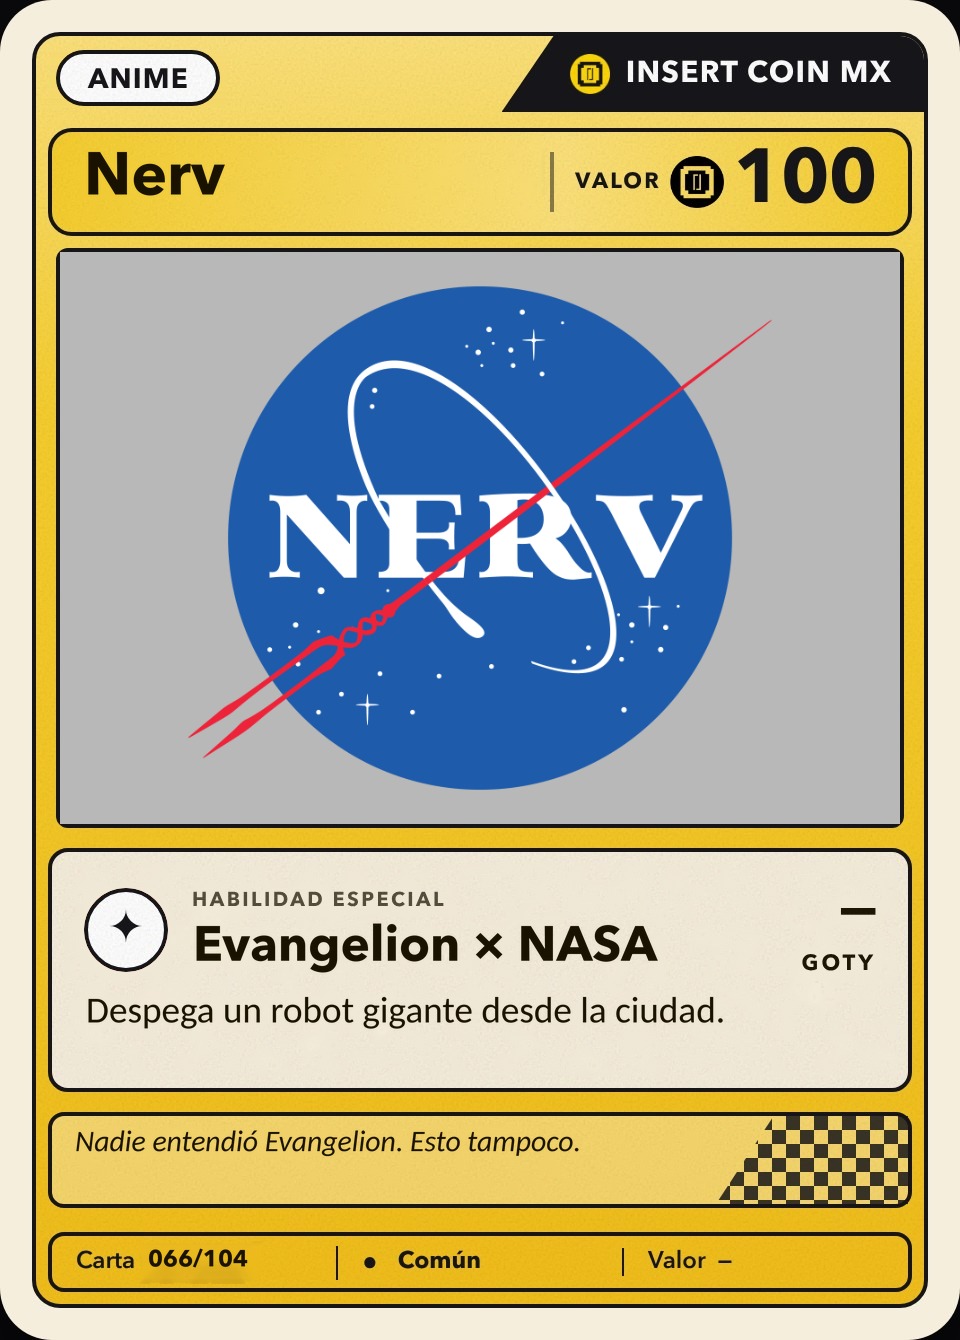 ANIME
INSERT COIN MX
Nerv
VALOR 100
NERV
HABILIDAD ESPECIAL
Evangelion × NASA
—
GOTY
Despega un robot gigante desde la ciudad.
Nadie entendió Evangelion. Esto tampoco.
Carta 066/104 • Común Valor –